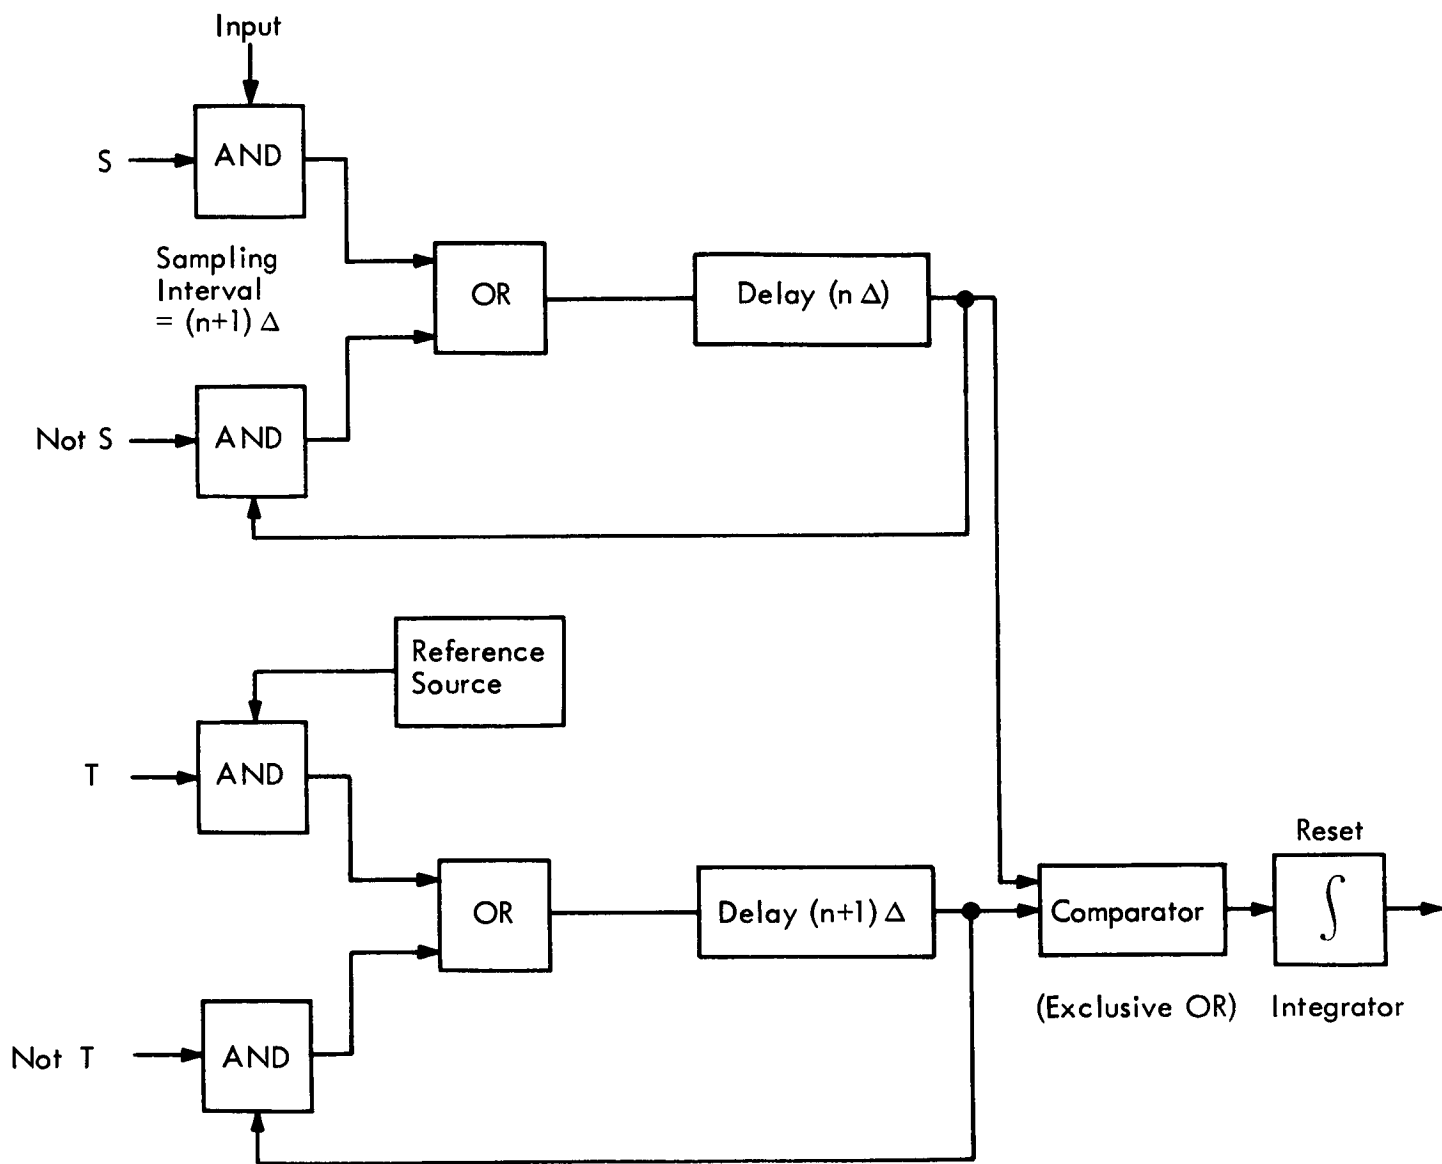 Input
S
AND
Sampling
Interval
= (n+1) Δ
OR
Delay (n Δ)
Not S
AND
Reference
Source
T
AND
OR
Delay (n+1) Δ
Comparator
(Exclusive OR)
Reset
∫
Integrator
Not T
AND